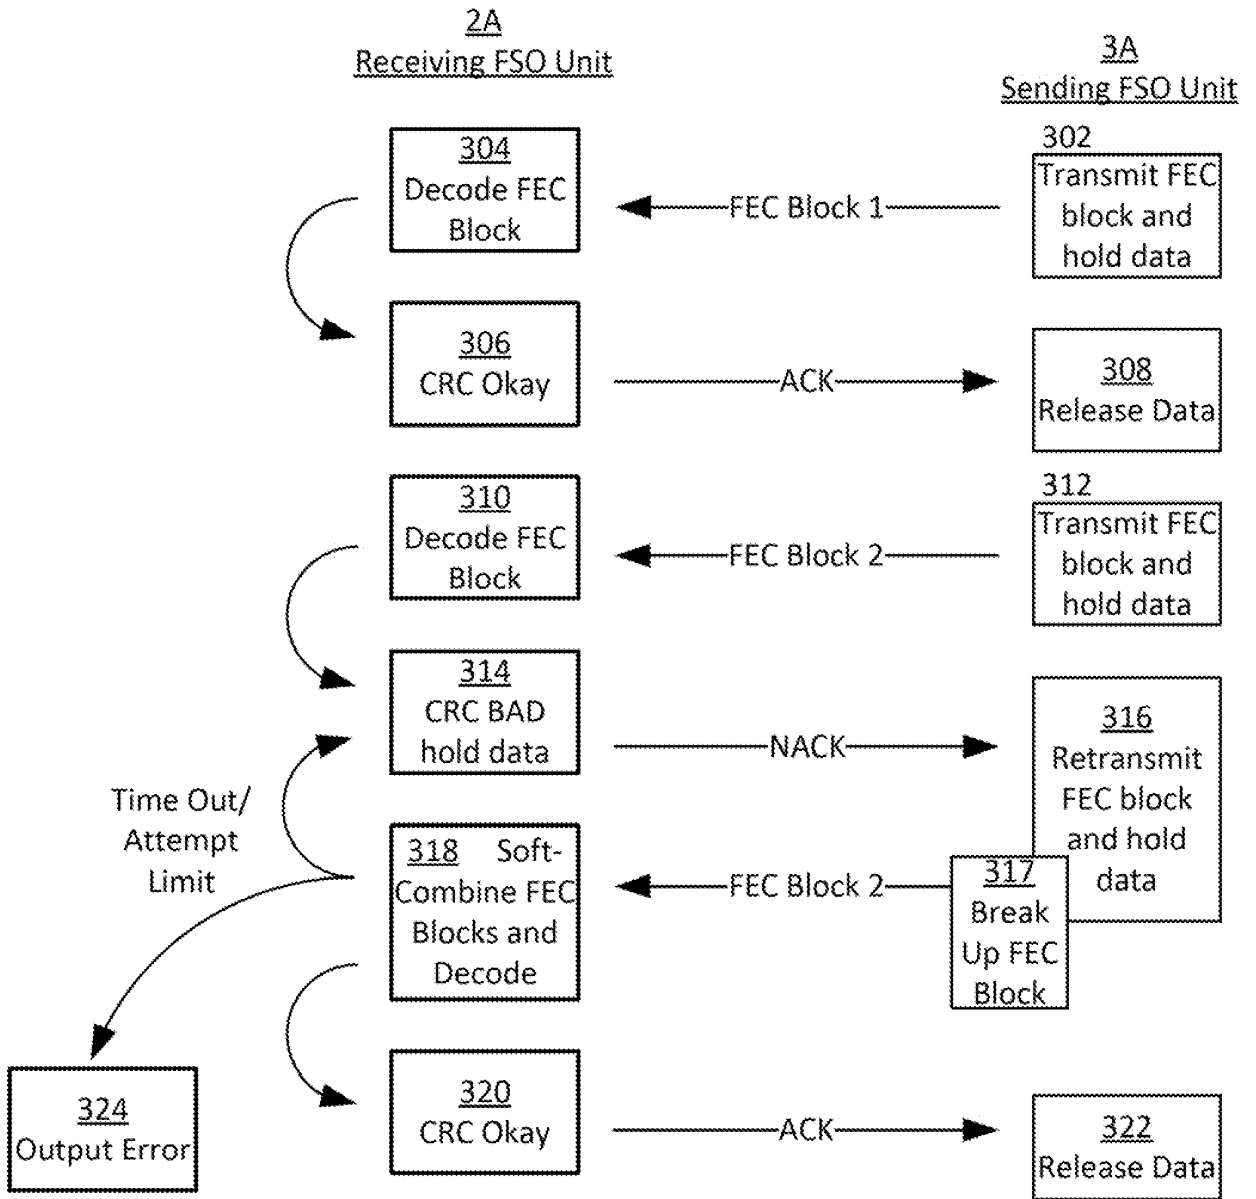 2A
Receiving FSO Unit
3A
Sending FSO Unit
304
Decode FEC
Block
FEC Block 1
302
Transmit FEC
block and
hold data
306
CRC Okay
ACK
308
Release Data
310
Decode FEC
Block
FEC Block 2
312
Transmit FEC
block and
hold data
314
CRC BAD
hold data
NACK
316
Retransmit
FEC block
and hold
data
Time Out/
Attempt
Limit
318 Soft-
Combine FEC
Blocks and
Decode
FEC Block 2
317
Break
Up FEC
Block
324
Output Error
320
CRC Okay
ACK
322
Release Data